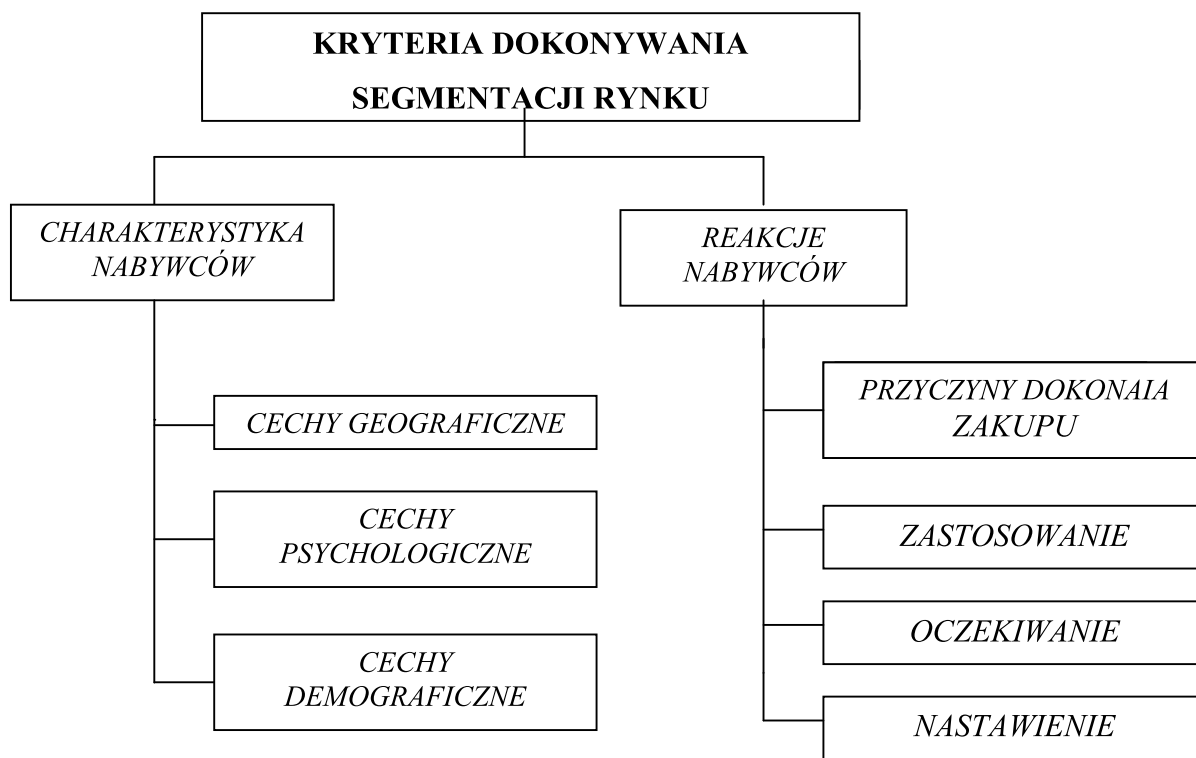 KRYTERIA DOKONYWANIA
SEGMENTACJI RYNKU
CHARAKTERYSTYKA
NABYWCÓW
REAKCJE
NABYWCÓW
CECHY GEOGRAFICZNE
CECHY
PSYCHOLOGICZNE
CECHY
DEMOGRAFICZNE
PRZYCZYNY DOKONAIA
ZAKUPU
ZASTOSOWANIE
OCZEKIWANIE
NASTAWIENIE